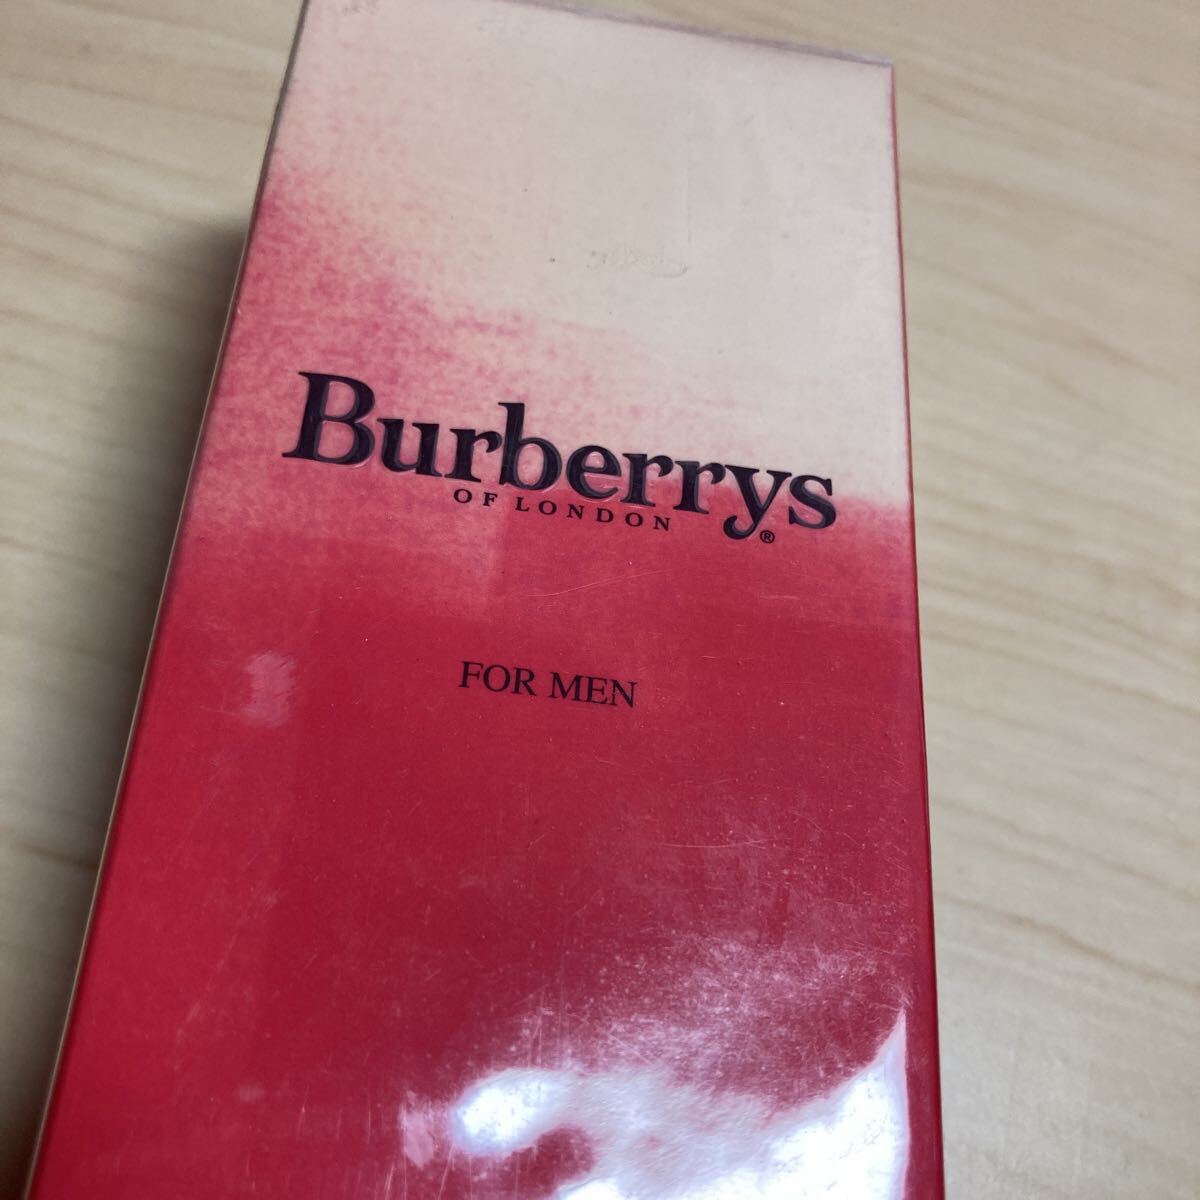 Burberrys
OF LONDON
®
FOR MEN